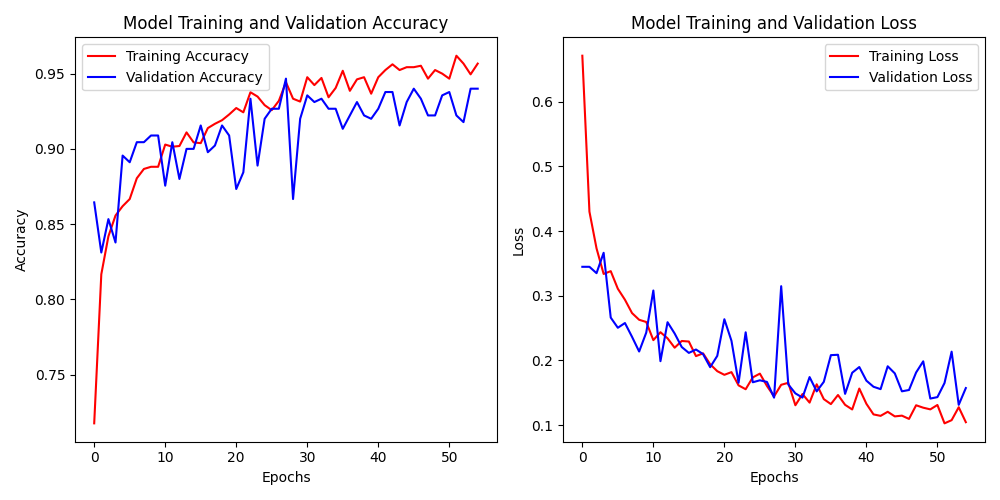 Model Training and Validation Accuracy
Training Accuracy
Validation Accuracy
0.95
0.90
0.85
0.80
0.75
Accuracy
0
10
20
30
40
50
Epochs
Model Training and Validation Loss
Training Loss
Validation Loss
0.6
0.5
0.4
0.3
0.2
0.1
Loss
0
10
20
30
40
50
Epochs